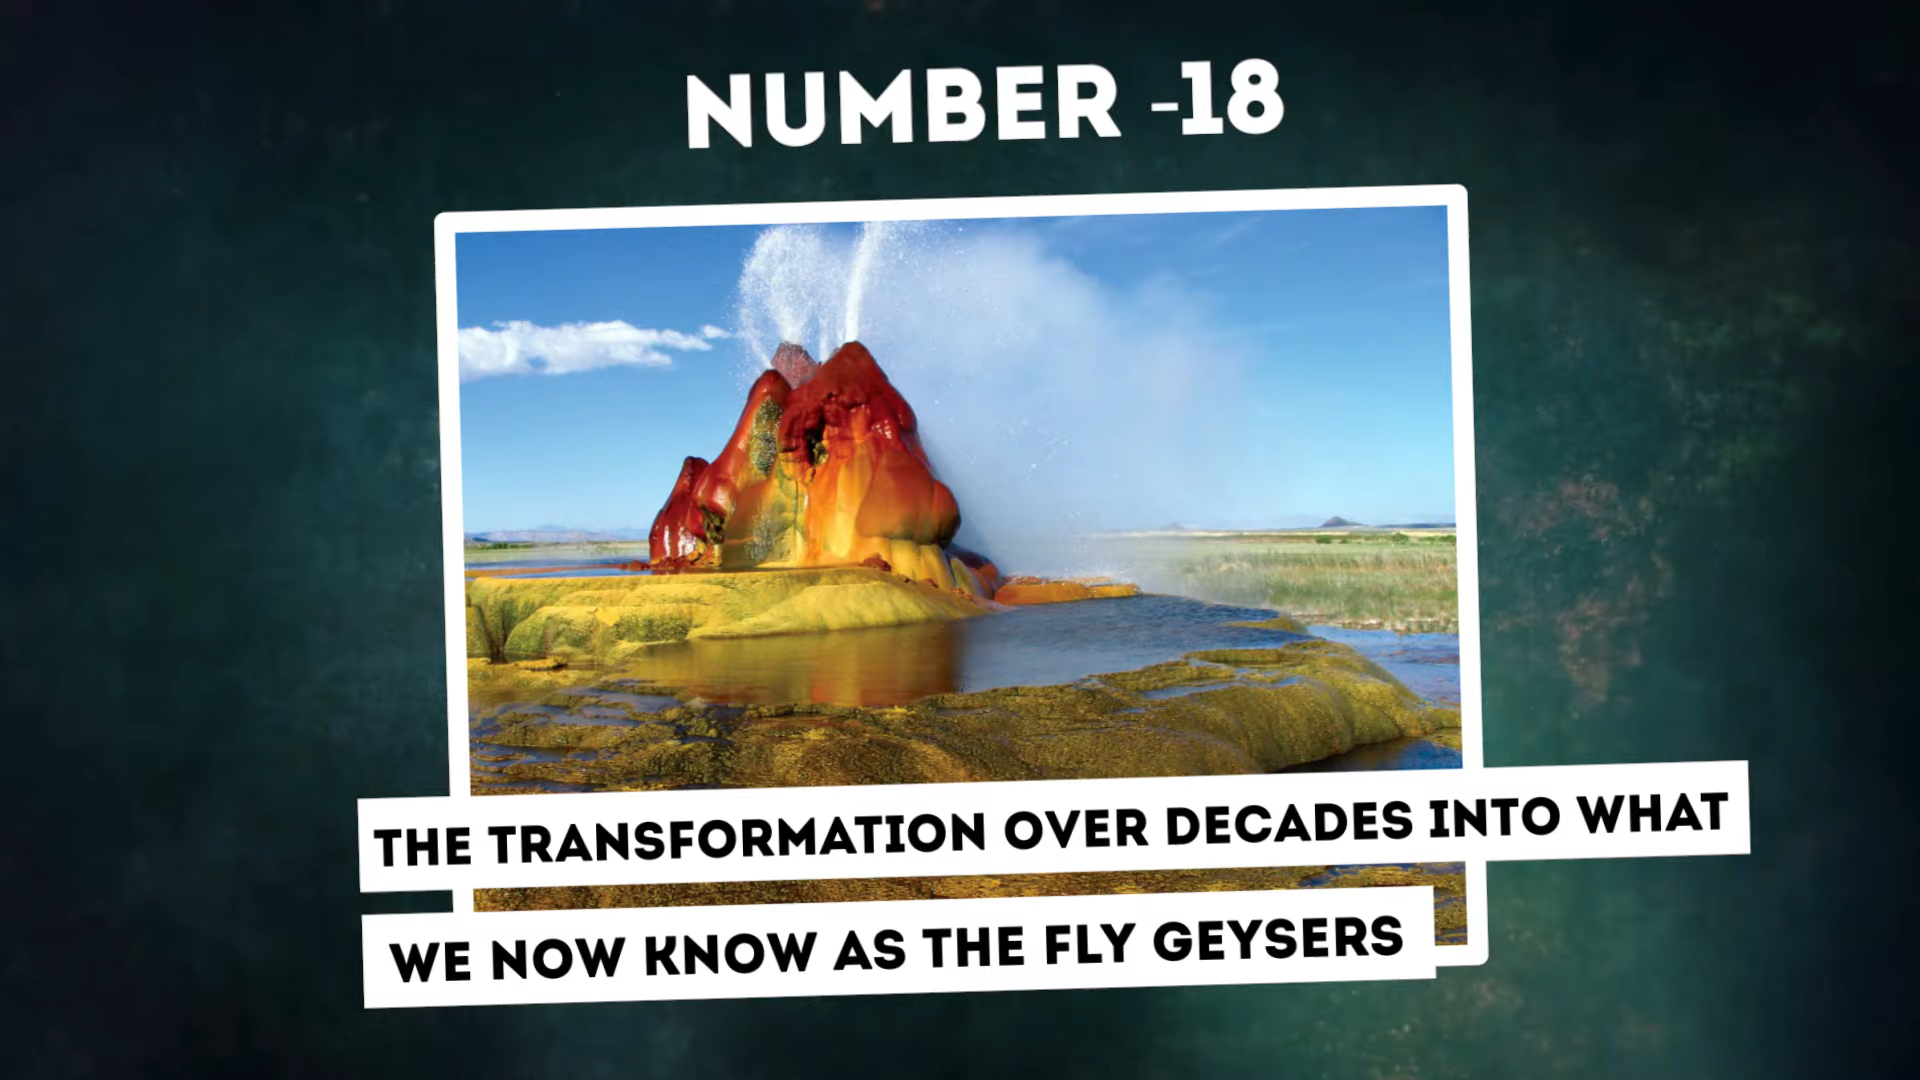 NUMBER -18
THE TRANSFORMATION OVER DECADES INTO WHAT
WE NOW KNOW AS THE FLY GEYSERS